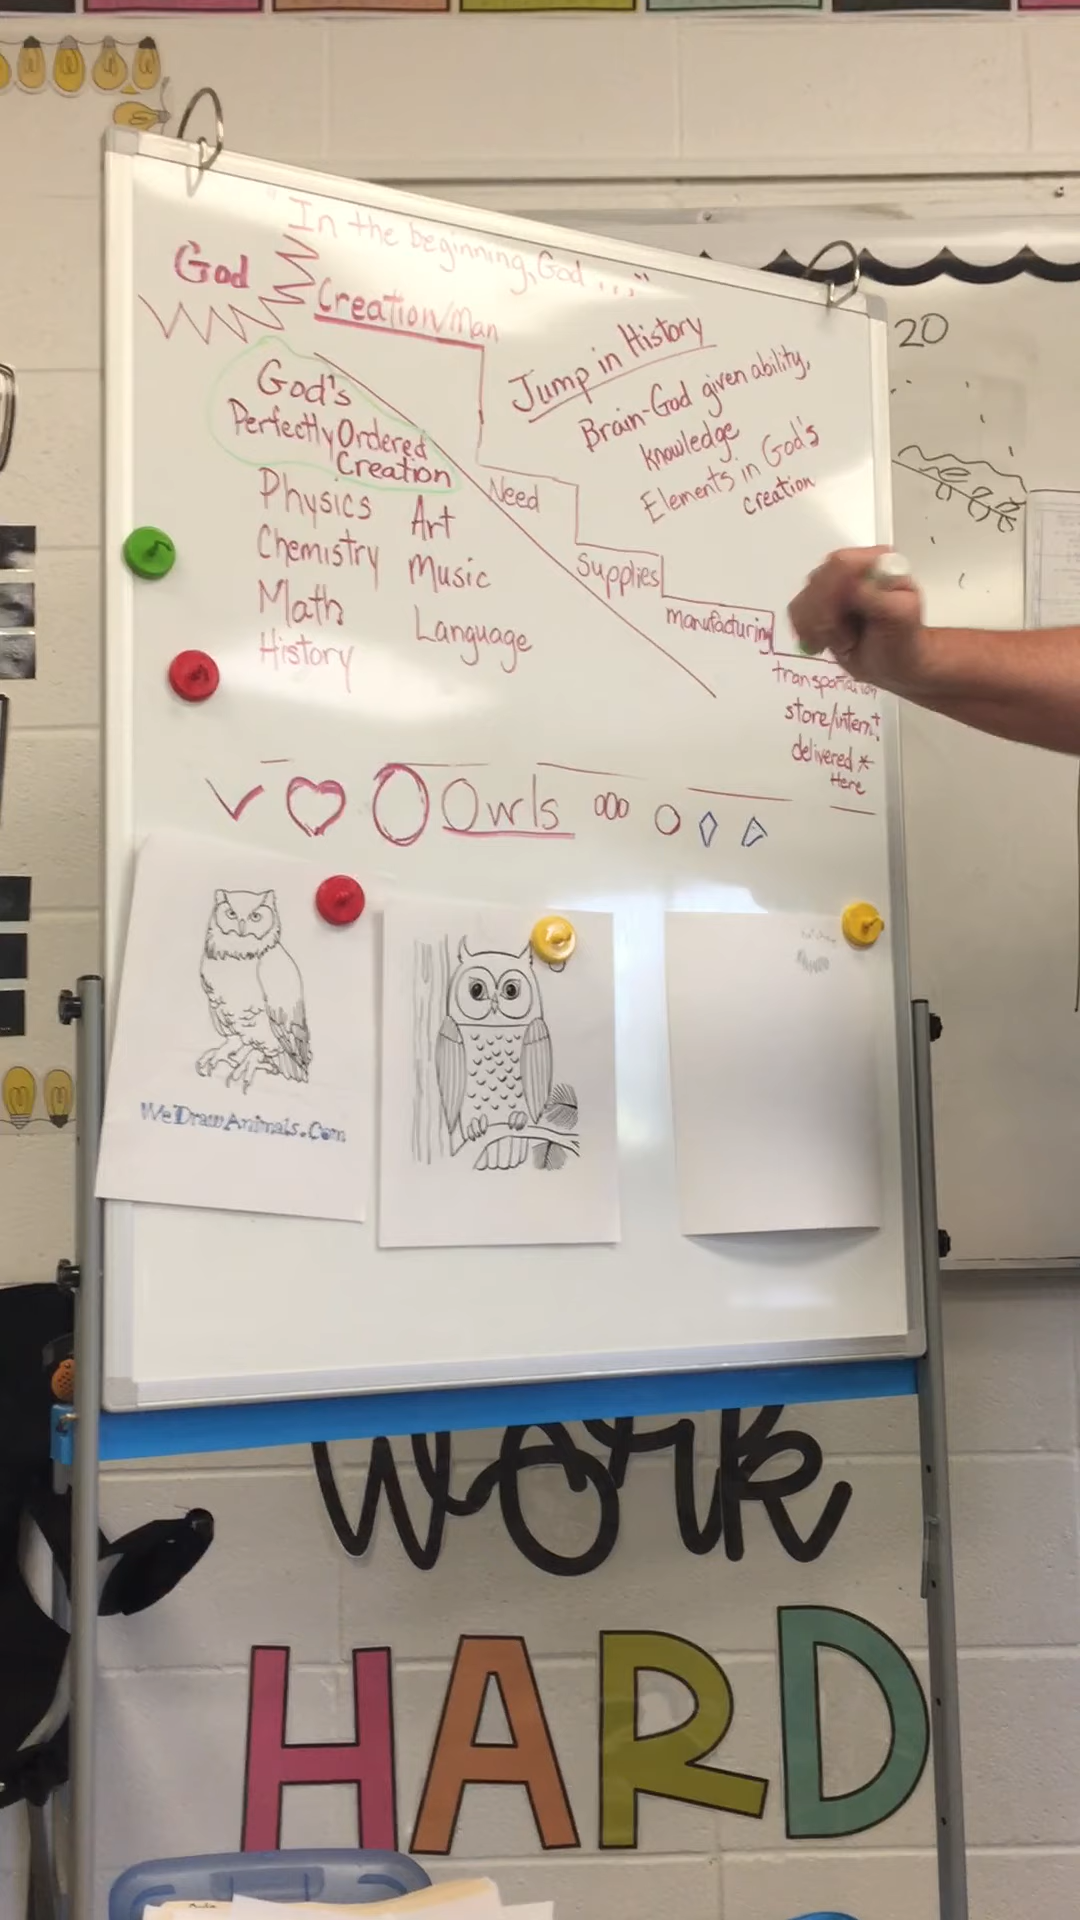 "In the beginning, God ..."
God
Creation/Man
God's
Perfectly Ordered
Creation
Physics
Chemistry
Math
History
Art
Music
Language
Jump in History
Brain-God given ability,
knowledge
Elements in God's
creation
Need
Supplies
manufacturing
transportation
store/internt
delivered *
Here
Owls
WeDrawAnimals.Com
20
Work
HARD